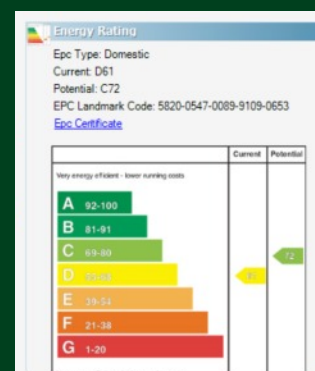 Energy Rating
Epc Type: Domestic
Current: D61
Potential: C72
EPC Landmark Code: 5820-0547-0089-9109-0653
Epc Certificate
Current Potential
Very energy efficient - lower running costs
A 92-100
B 81-91
C 69-80
72
D 55-68
E 39-54
F 21-38
G 1-20